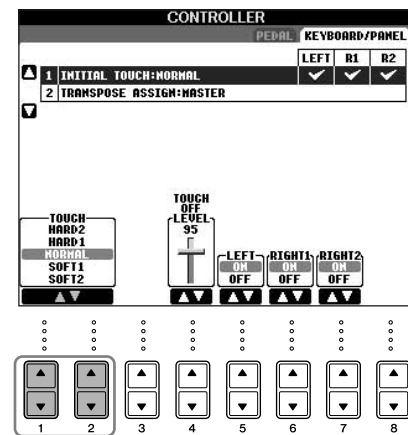 CONTROLLER
PEDAL KEYBOARD/PANEL
LEFT R1 R2
1 INITIAL TOUCH:NORMAL
2 TRANSPOSE ASSIGN:MASTER
TOUCH
HARD2
HARD1
NORMAL
SOFT1
SOFT2
TOUCH
OFF
LEVEL
95
LEFT
ON
OFF
RIGHT1
ON
OFF
RIGHT2
ON
OFF
1 2 3 4 5 6 7 8